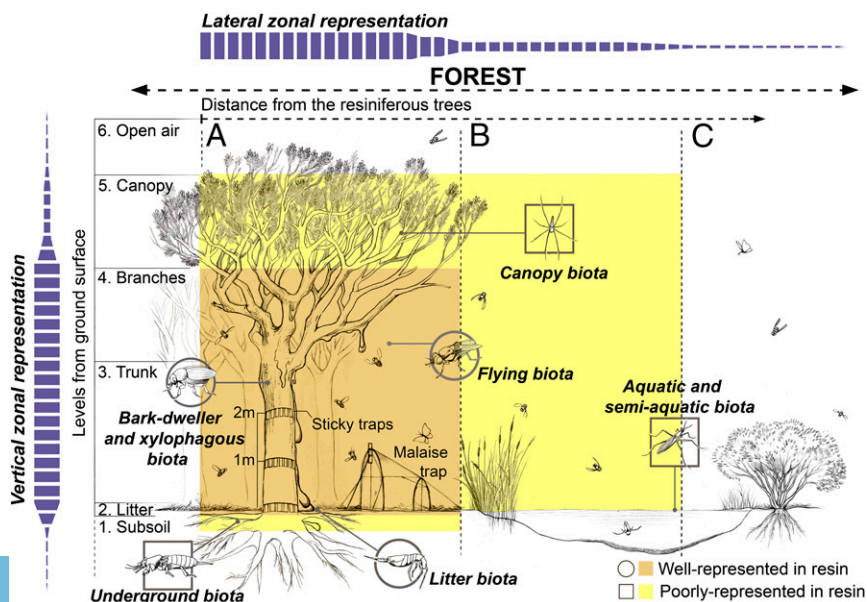 Lateral zonal representation
FOREST
Distance from the resiniferous trees
A
B
C
Vertical zonal representation
Levels from ground surface
6. Open air
5. Canopy
4. Branches
3. Trunk
2. Litter
1. Subsoil
Canopy biota
Flying biota
Bark-dweller
and xylophagous
biota
2m
1m
Sticky traps
Malaise
trap
Aquatic and
semi-aquatic biota
Underground biota
Litter biota
Well-represented in resin
Poorly-represented in resin